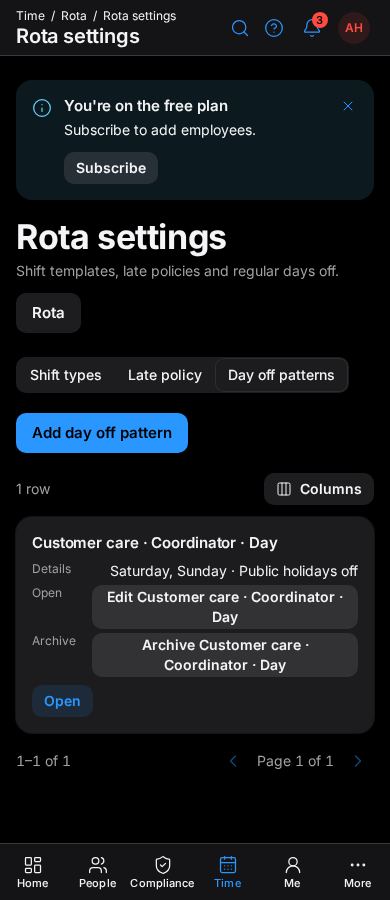 Time / Rota / Rota settings
Rota settings
3
AH
You're on the free plan
Subscribe to add employees.
Subscribe
Rota settings
Shift templates, late policies and regular days off.
Rota
Shift types
Late policy
Day off patterns
Add day off pattern
1 row
Columns
Customer care · Coordinator · Day
Details
Saturday, Sunday · Public holidays off
Open
Edit Customer care · Coordinator ·
Day
Archive
Archive Customer care ·
Coordinator · Day
Open
1–1 of 1
Page 1 of 1
Home
People
Compliance
Time
Me
More